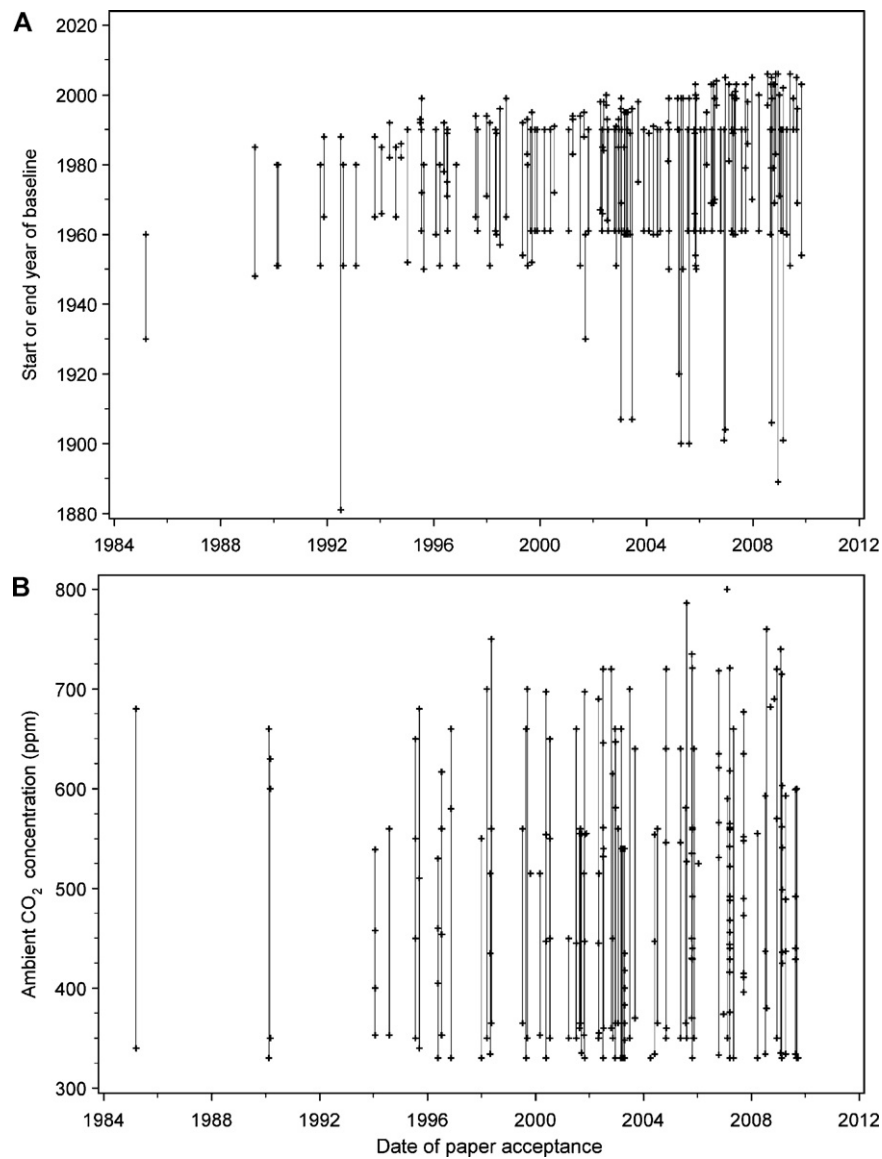 A
2020
2000
1980
1960
1940
1920
1900
1880
Start or end year of baseline
1984 1988 1992 1996 2000 2004 2008 2012
B
800
700
600
500
400
300
Ambient CO2 concentration (ppm)
1984 1988 1992 1996 2000 2004 2008 2012
Date of paper acceptance